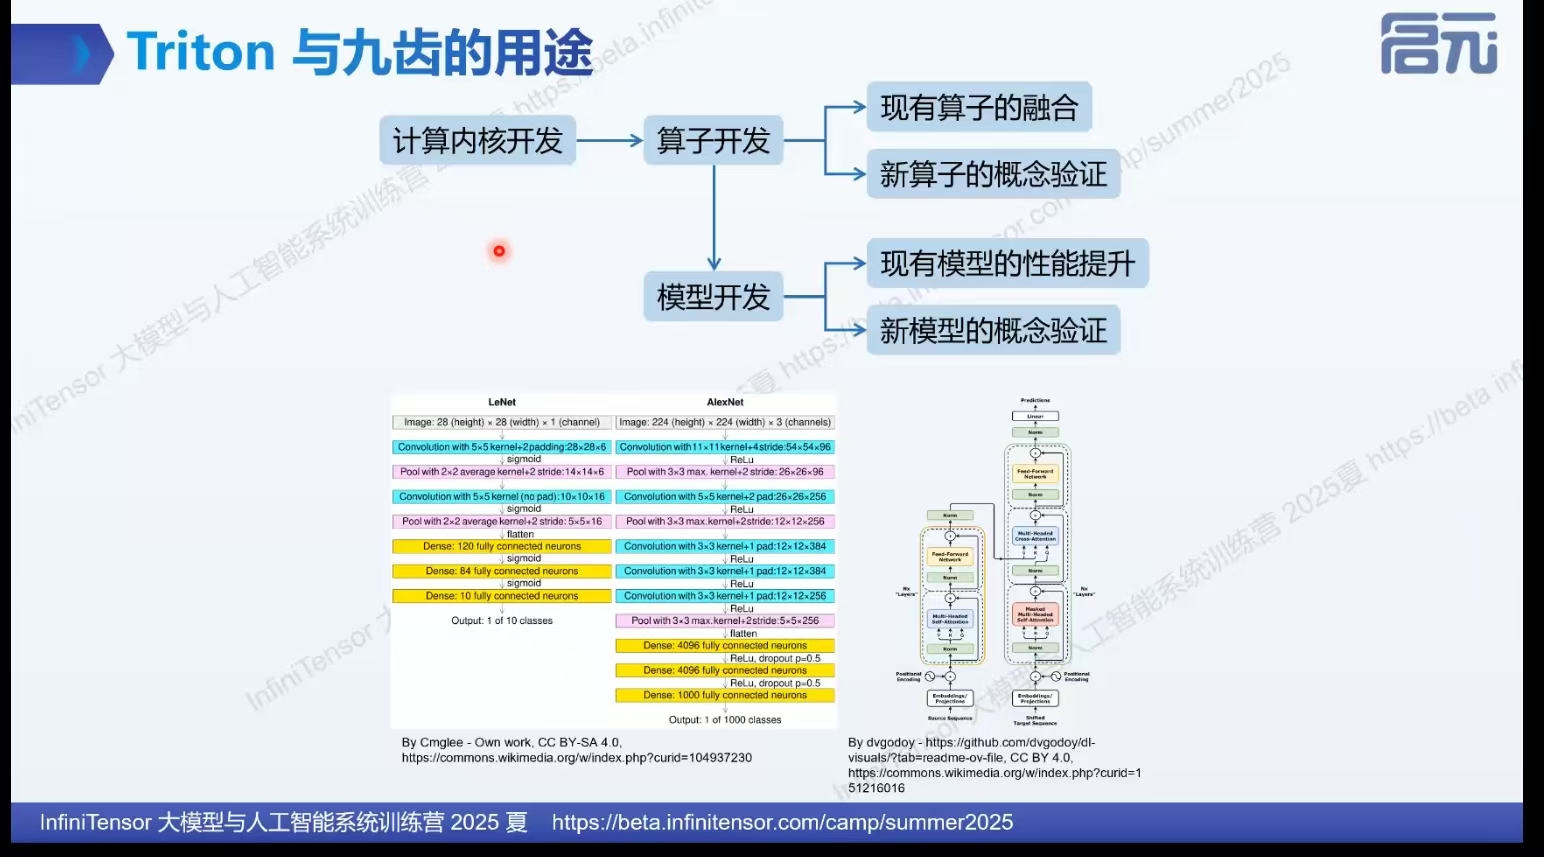 Triton 与九齿的用途
启元
计算内核开发
算子开发
现有算子的融合
新算子的概念验证
模型开发
现有模型的性能提升
新模型的概念验证
LeNet
Image: 28 (height) × 28 (width) × 1 (channel)
Convolution with 5×5 kernel+2padding:28×28×6
sigmoid
Pool with 2×2 average kernel+2 stride:14×14×6
Convolution with 5×5 kernel (no pad):10×10×16
sigmoid
Pool with 2×2 average kernel+2 stride: 5×5×16
flatten
Dense: 120 fully connected neurons
sigmoid
Dense: 84 fully connected neurons
sigmoid
Dense: 10 fully connected neurons
Output: 1 of 10 classes
AlexNet
Image: 224 (height) × 224 (width) × 3 (channels)
Convolution with 11×11 kernel+4 stride:54×54×96
ReLu
Pool with 3×3 max. kernel+2 stride: 26×26×96
Convolution with 5×5 kernel+2 pad:26×26×256
ReLu
Pool with 3×3 max.kernel+2stride:12×12×256
Convolution with 3×3 kernel+1 pad:12×12×384
ReLu
Convolution with 3×3 kernel+1 pad:12×12×384
ReLu
Convolution with 3×3 kernel+1 pad:12×12×256
ReLu
Pool with 3×3 max.kernel+2stride:5×5×256
flatten
Dense: 4096 fully connected neurons
ReLu, dropout p=0.5
Dense: 4096 fully connected neurons
ReLu, dropout p=0.5
Dense: 1000 fully connected neurons
Output: 1 of 1000 classes
By Cmglee - Own work, CC BY-SA 4.0,
https://commons.wikimedia.org/w/index.php?curid=104937230
Predictions
Linear
Norm
Feed-Forward
Network
Norm
Multi-Headed
Cross-Attention
Norm
Masked
Multi-Headed
Self-Attention
Norm
Nx
"Layers"
Positional
Encoding
Embeddings/
Projections
Shifted
Target Sequence
Norm
Feed-Forward
Network
Norm
Multi-Headed
Self-Attention
Norm
Nx
"Layers"
Positional
Encoding
Embeddings/
Projections
Source Sequence
By dvgodoy - https://github.com/dvgodoy/dl-
visuals/?tab=readme-ov-file, CC BY 4.0,
https://commons.wikimedia.org/w/index.php?curid=1
51216016
InfiniTensor 大模型与人工智能系统训练营 2025 夏 https://beta.infinitensor.com/camp/summer2025